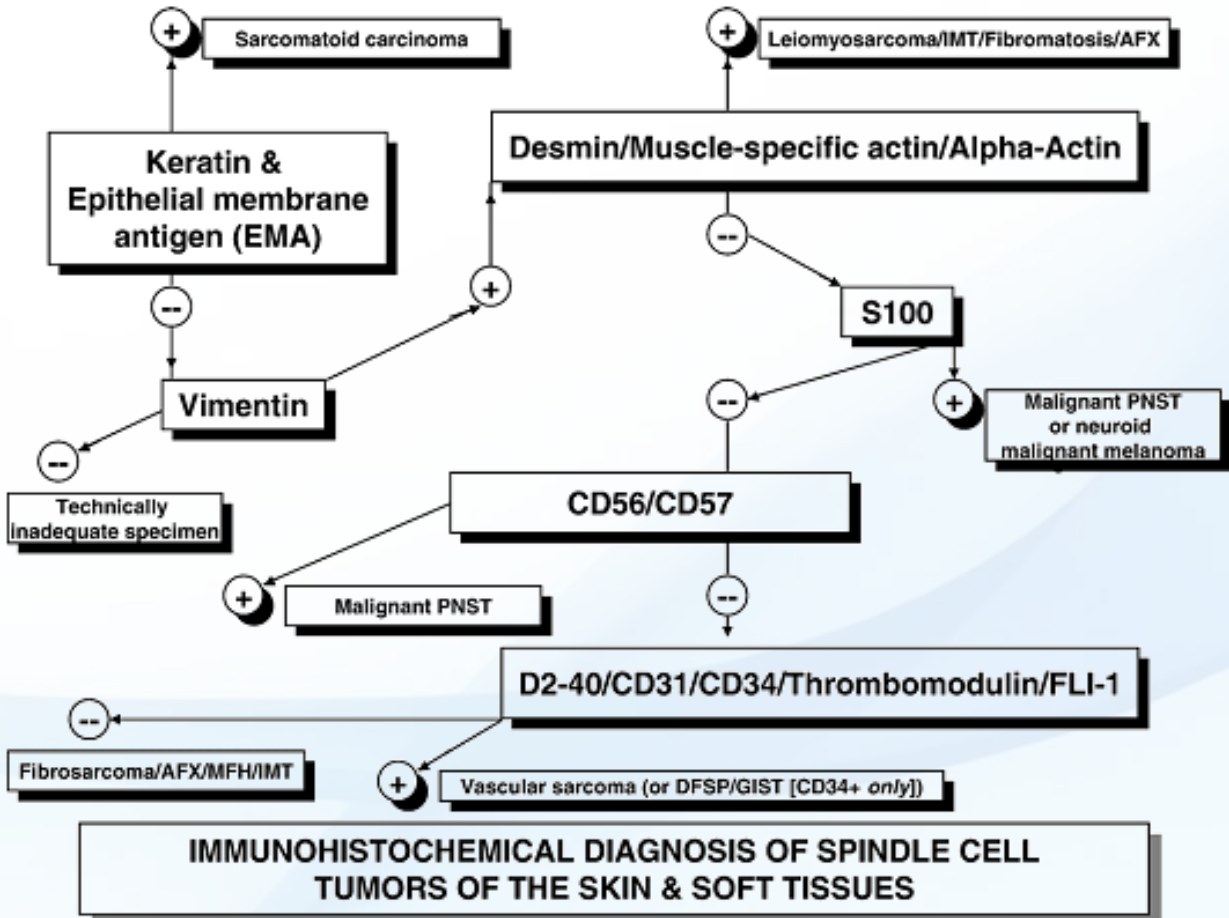 +
Sarcomatoid carcinoma
+
Leiomyosarcoma/IMT/Fibromatosis/AFX
Keratin &
Epithelial membrane
antigen (EMA)
Desmin/Muscle-specific actin/Alpha-Actin
--
--
+
S100
Vimentin
--
+
Malignant PNST
or neuroid
malignant melanoma
--
Technically
inadequate specimen
CD56/CD57
+
Malignant PNST
--
D2-40/CD31/CD34/Thrombomodulin/FLI-1
--
Fibrosarcoma/AFX/MFH/IMT
+
Vascular sarcoma (or DFSP/GIST [CD34+ only])
IMMUNOHISTOCHEMICAL DIAGNOSIS OF SPINDLE CELL
TUMORS OF THE SKIN & SOFT TISSUES